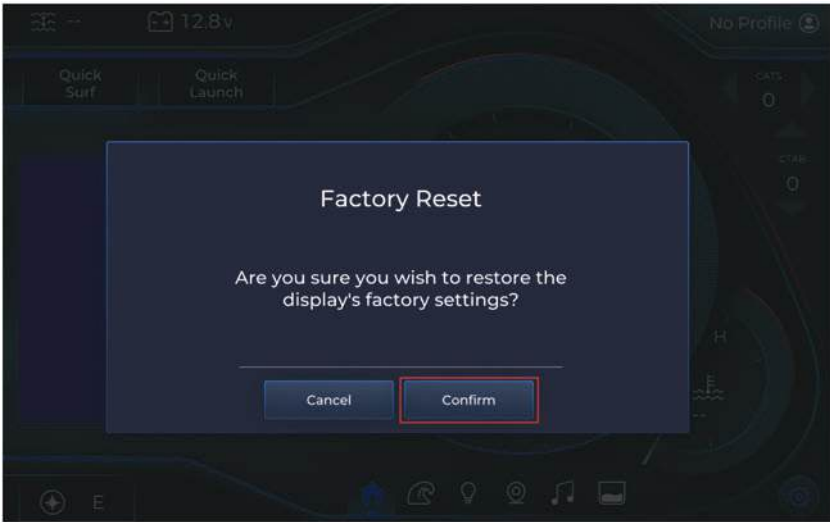 --
12.8 v
No Profile
Quick
Surf
Quick
Launch
CATS
0
CTAB
0
Factory Reset
Are you sure you wish to restore the
display's factory settings?
Cancel
Confirm
H
--
E